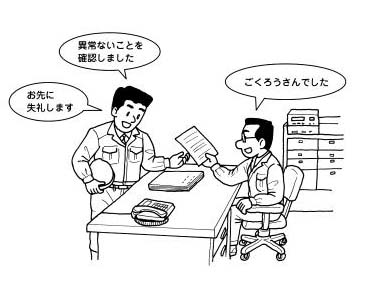 異常ないことを
確認しました
お先に
失礼します
ごくろうさんでした